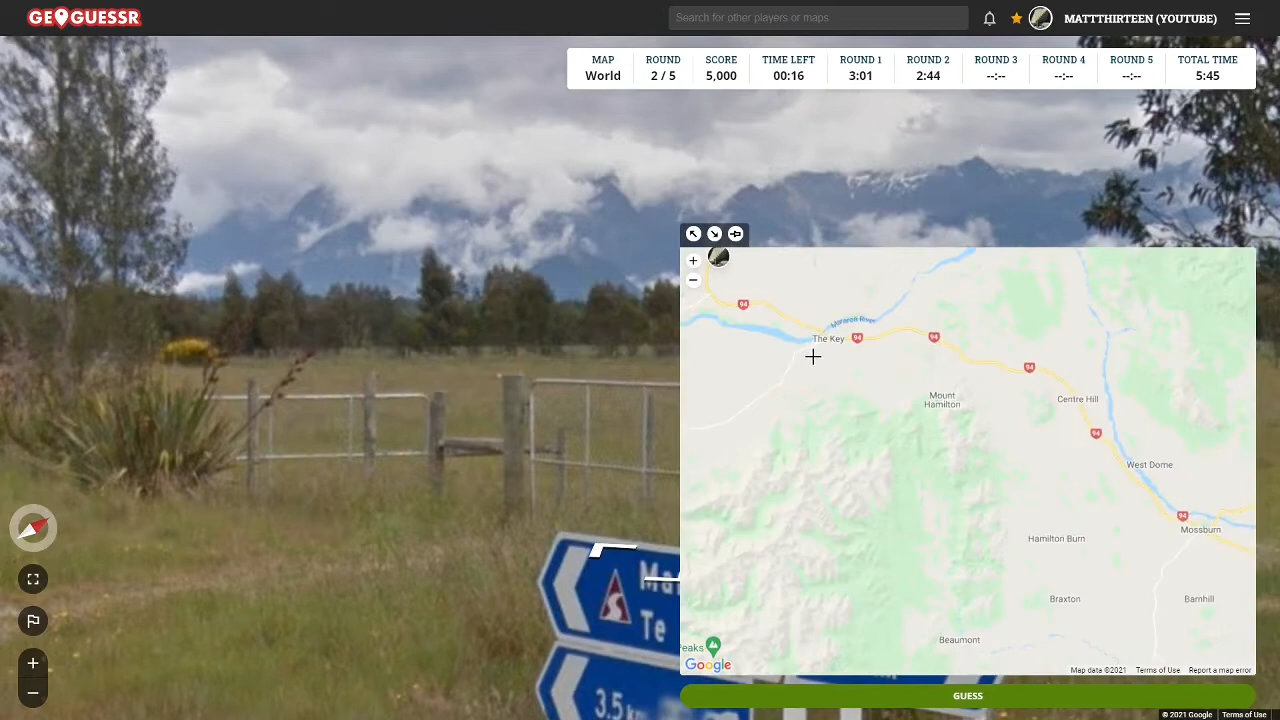 GEOGUESSR
Search for other players or maps
MATTTHIRTEEN (YOUTUBE)
MAP ROUND SCORE TIME LEFT ROUND 1 ROUND 2 ROUND 3 ROUND 4 ROUND 5 TOTAL TIME
World 2 / 5 5,000 00:16 3:01 2:44 --:-- --:-- --:-- 5:45
94
Mararoa River
The Key
94
94
94
Mount
Hamilton
Centre Hill
94
West Dome
94
Mossburn
Hamilton Burn
Braxton
Barnhill
Beaumont
eaks
Google
Map data ©2021 Terms of Use Report a map error
Te
3.5
GUESS
© 2021 Google Terms of Use